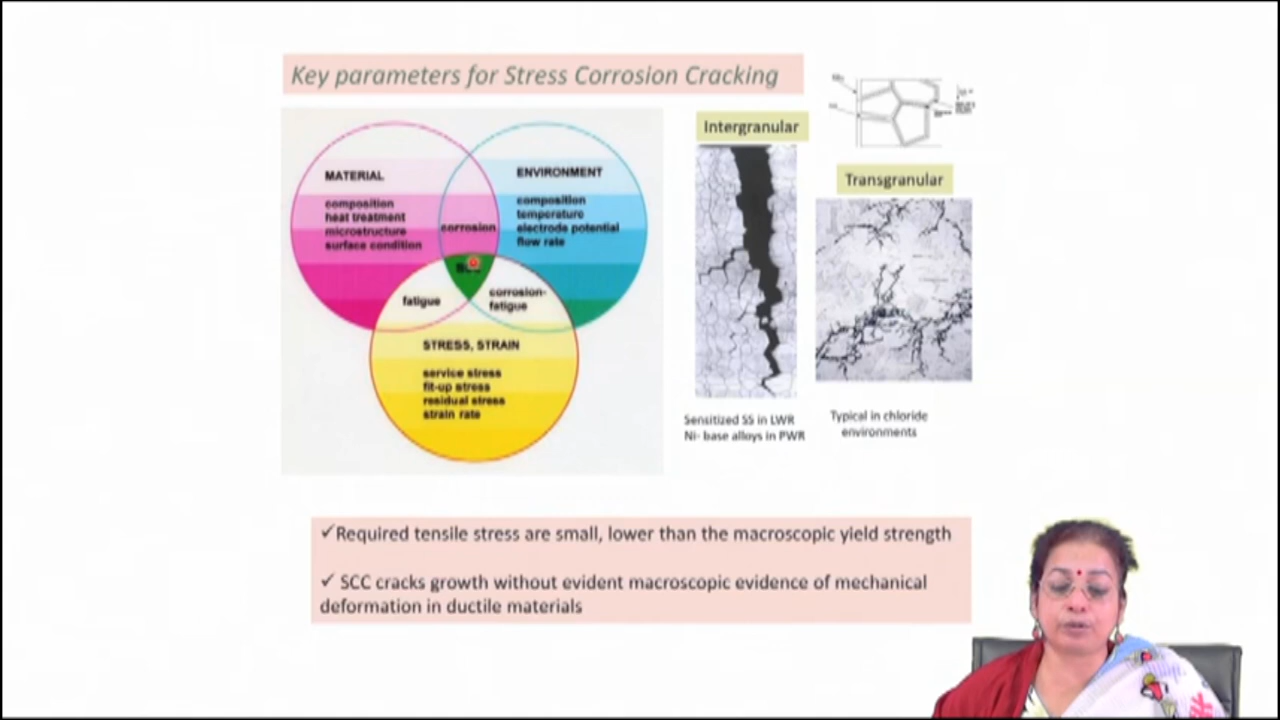 Key parameters for Stress Corrosion Cracking
MATERIAL
composition
heat treatment
microstructure
surface condition
corrosion
ENVIRONMENT
composition
temperature
electrode potential
flow rate
fatigue
corrosion-
fatigue
STRESS, STRAIN
service stress
fit-up stress
residual stress
strain rate
Intergranular
Sensitized SS in LWR
Ni- base alloys in PWR
Transgranular
Typical in chloride
environments
✓Required tensile stress are small, lower than the macroscopic yield strength
✓ SCC cracks growth without evident macroscopic evidence of mechanical
deformation in ductile materials